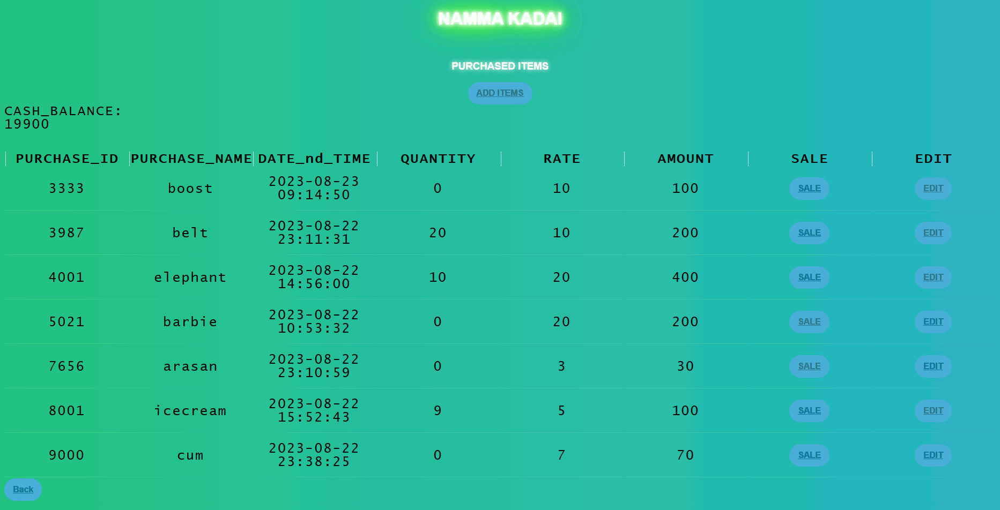 NAMMA KADAI
PURCHASED ITEMS
ADD ITEMS
CASH_BALANCE:
19900
PURCHASE_ID PURCHASE_NAME DATE_nd_TIME QUANTITY RATE AMOUNT SALE EDIT
3333 boost 2023-08-23 09:14:50 0 10 100 SALE EDIT
3987 belt 2023-08-22 23:11:31 20 10 200 SALE EDIT
4001 elephant 2023-08-22 14:56:00 10 20 400 SALE EDIT
5021 barbie 2023-08-22 10:53:32 0 20 200 SALE EDIT
7656 arasan 2023-08-22 23:10:59 0 3 30 SALE EDIT
8001 icecream 2023-08-22 15:52:43 9 5 100 SALE EDIT
9000 cum 2023-08-22 23:38:25 0 7 70 SALE EDIT
Back